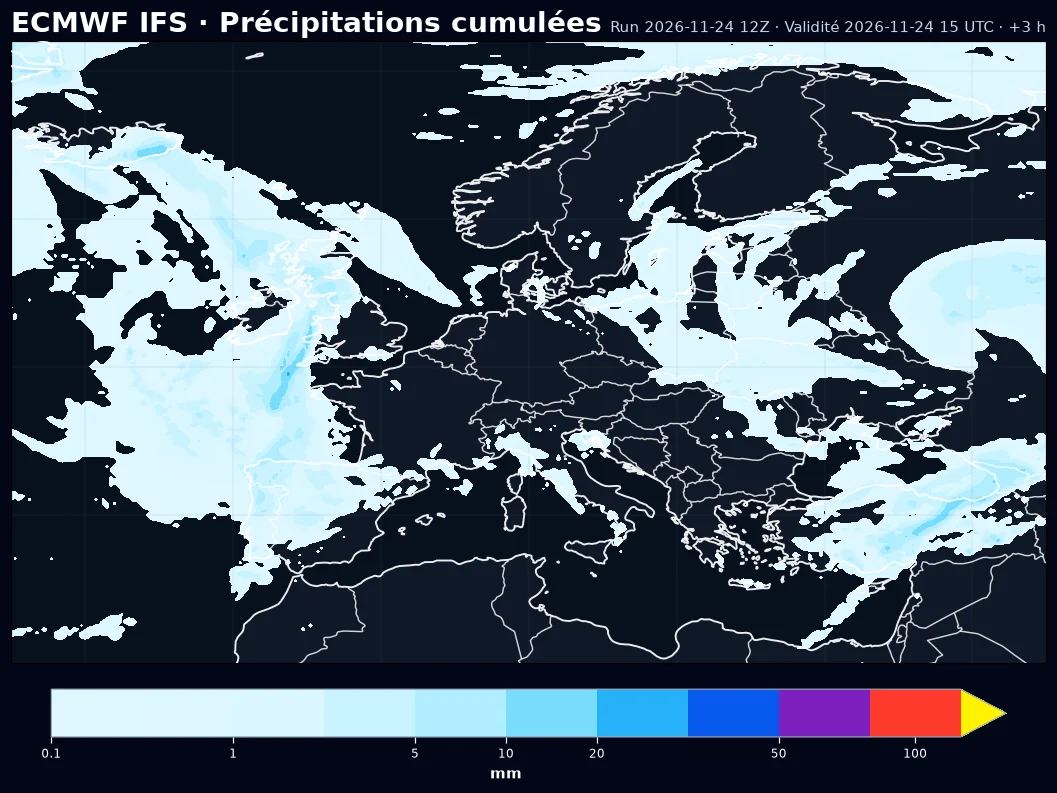 ECMWF IFS · Précipitations cumulées Run 2026-11-24 12Z · Validité 2026-11-24 15 UTC · +3 h
0.1 1 5 10 20 50 100
mm